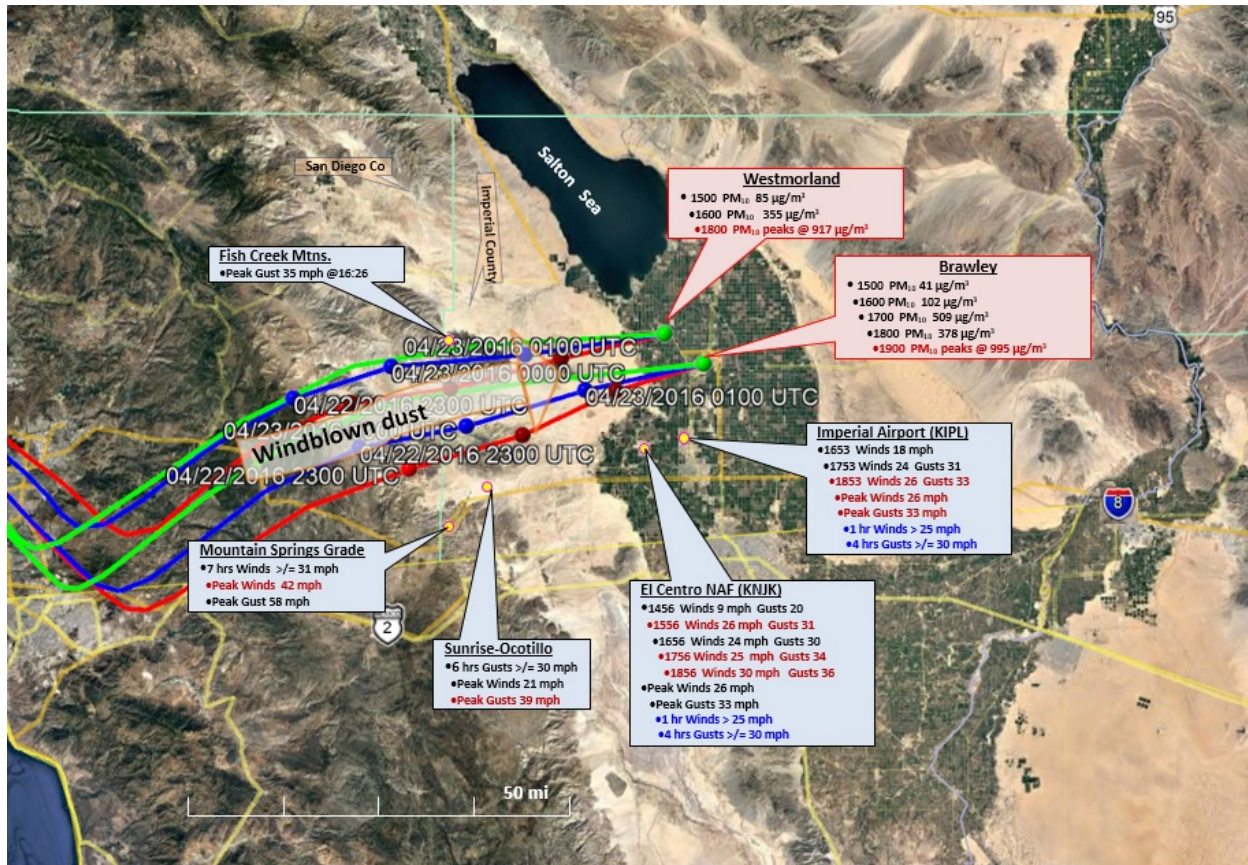 95
Salton Sea
San Diego Co
Imperial County
Westmorland
•1500 PM₁₀ 85 µg/m³
•1600 PM₁₀ 355 µg/m³
•1800 PM₁₀ peaks @ 917 µg/m³
Fish Creek Mtns.
•Peak Gust 35 mph @16:26
Brawley
•1500 PM₁₀ 41 µg/m³
•1600 PM₁₀ 102 µg/m³
•1700 PM₁₀ 509 µg/m³
•1800 PM₁₀ 378 µg/m³
•1900 PM₁₀ peaks @ 995 µg/m³
04/23/2016 0100 UTC
04/23/2016 0000 UTC
04/23/2016 0100 UTC
04/22/2016 2300 UTC
04/23/2016 0000 UTC
04/22/2016 2300 UTC
04/22/2016 2300 UTC
Windblown dust
Imperial Airport (KIPL)
•1653 Winds 18 mph
•1753 Winds 24 Gusts 31
•1853 Winds 26 Gusts 33
•Peak Winds 26 mph
•Peak Gusts 33 mph
•1 hr Winds > 25 mph
•4 hrs Gusts >/= 30 mph
8
Mountain Springs Grade
•7 hrs Winds >/= 31 mph
•Peak Winds 42 mph
•Peak Gust 58 mph
2
Sunrise-Ocotillo
•6 hrs Gusts >/= 30 mph
•Peak Winds 21 mph
•Peak Gusts 39 mph
El Centro NAF (KNJK)
•1456 Winds 9 mph Gusts 20
•1556 Winds 26 mph Gusts 31
•1656 Winds 24 mph Gusts 30
•1756 Winds 25 mph Gusts 34
•1856 Winds 30 mph Gusts 36
•Peak Winds 26 mph
•Peak Gusts 33 mph
•1 hr Winds > 25 mph
•4 hrs Gusts >/= 30 mph
50 mi